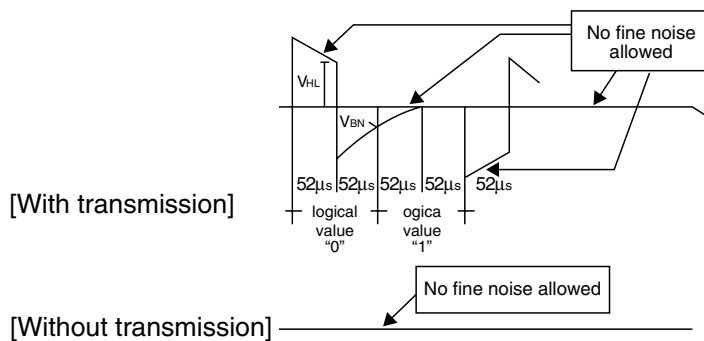 No fine noise
allowed
VHL
VBN
52μs 52μs 52μs 52μs 52μs
[With transmission]
logical
value
“0”
ogica
value
“1”
No fine noise allowed
[Without transmission]